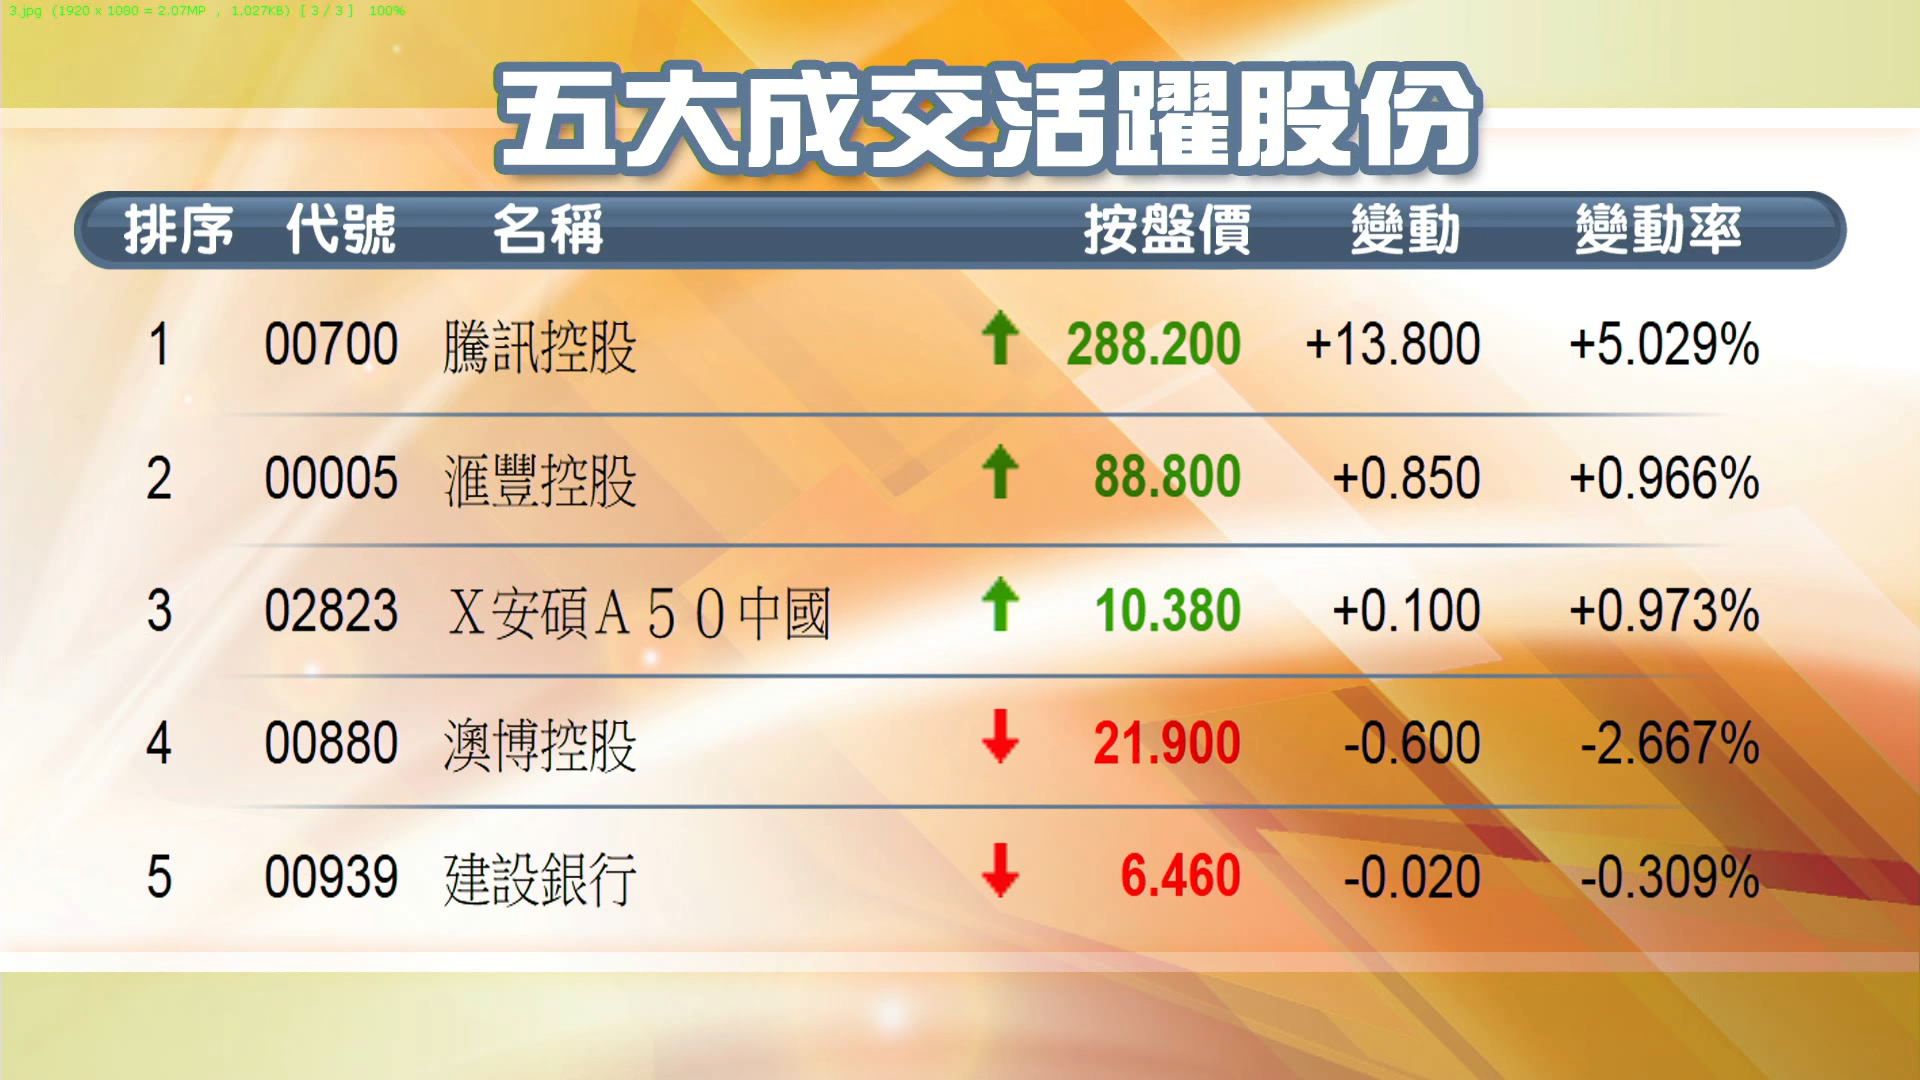 3.jpg (1920 x 1080 = 2.07MP , 1,027KB) [ 3 / 3 ] 100%
五大成交活躍股份
排序 代號 名稱 按盤價 變動 變動率
1 00700 騰訊控股 288.200 +13.800 +5.029%
2 00005 滙豐控股 88.800 +0.850 +0.966%
3 02823 X安碩A50中國 10.380 +0.100 +0.973%
4 00880 澳博控股 21.900 -0.600 -2.667%
5 00939 建設銀行 6.460 -0.020 -0.309%